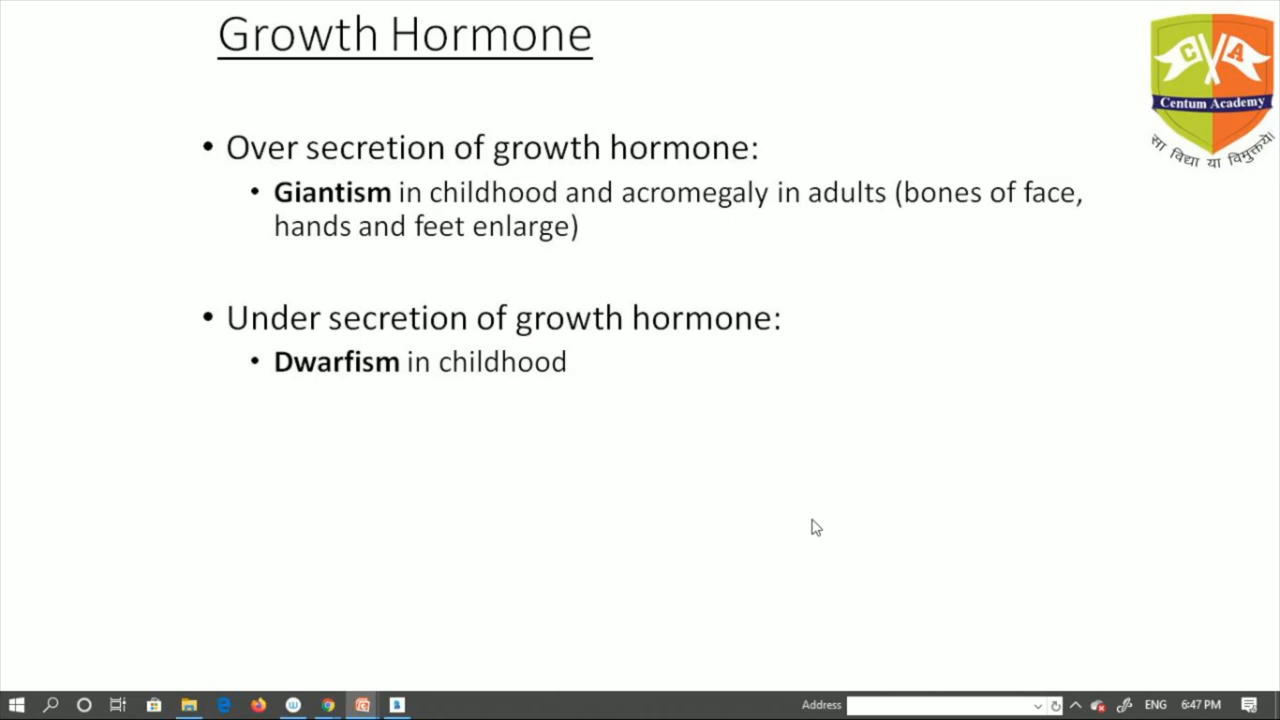 Growth Hormone
C A
Centum Academy
सा विद्या या विमुक्तये।
• Over secretion of growth hormone:
• Giantism in childhood and acromegaly in adults (bones of face,
hands and feet enlarge)
• Under secretion of growth hormone:
• Dwarfism in childhood
Address
ENG
6:47 PM